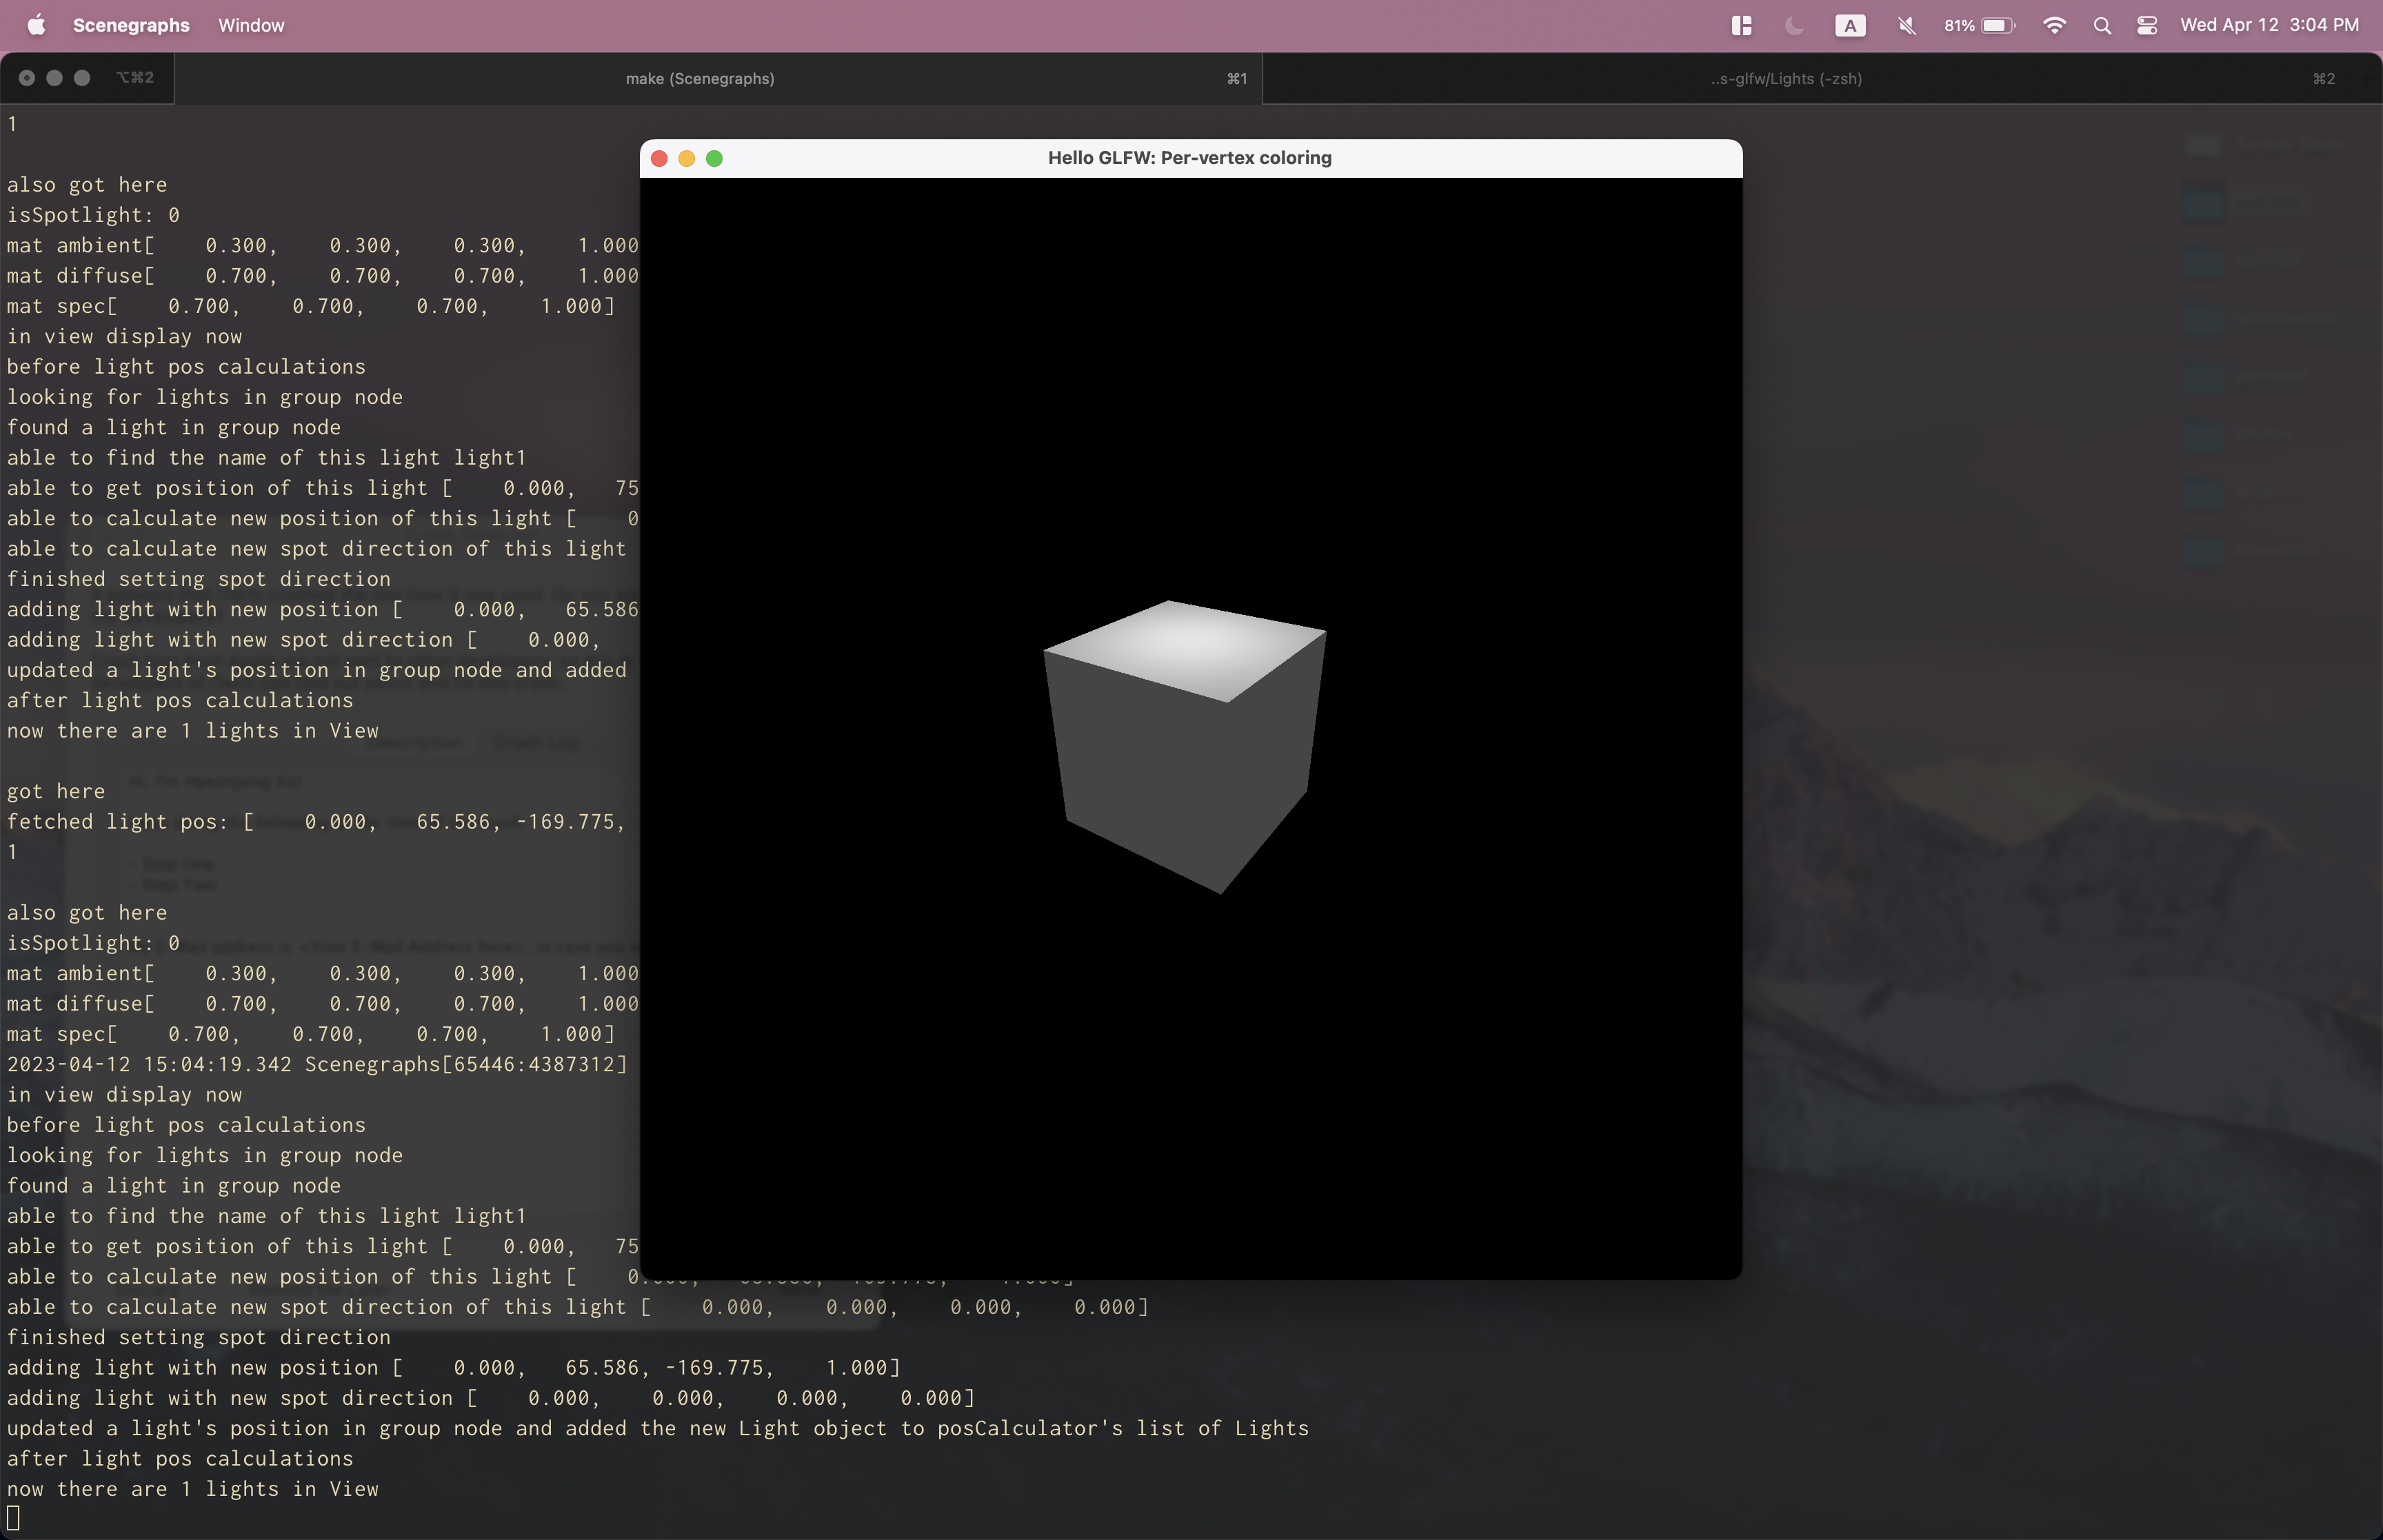 Scenegraphs Window A 81% Wed Apr 12 3:04 PM
⌥⌘2 make (Scenegraphs) ⌘1 ..s-glfw/Lights (-zsh) ⌘2
Hello GLFW: Per-vertex coloring
1
also got here
isSpotlight: 0
mat ambient[ 0.300, 0.300, 0.300, 1.000
mat diffuse[ 0.700, 0.700, 0.700, 1.000
mat spec[ 0.700, 0.700, 0.700, 1.000]
in view display now
before light pos calculations
looking for lights in group node
found a light in group node
able to find the name of this light light1
able to get position of this light [ 0.000, 75
able to calculate new position of this light [ 0
able to calculate new spot direction of this light
finished setting spot direction
adding light with new position [ 0.000, 65.586
adding light with new spot direction [ 0.000,
updated a light's position in group node and added
after light pos calculations
now there are 1 lights in View
Description Crash Log
got here
fetched light pos: [ 0.000, 65.586, -169.775,
1
- Step One
- Step Two
also got here
isSpotlight: 0
mat ambient[ 0.300, 0.300, 0.300, 1.000
mat diffuse[ 0.700, 0.700, 0.700, 1.000
mat spec[ 0.700, 0.700, 0.700, 1.000]
2023-04-12 15:04:19.342 Scenegraphs[65446:4387312]
in view display now
before light pos calculations
looking for lights in group node
found a light in group node
able to find the name of this light light1
able to get position of this light [ 0.000, 75
able to calculate new position of this light [ 0.000, 65.586, -169.775, 1.000]
able to calculate new spot direction of this light [ 0.000, 0.000, 0.000, 0.000]
finished setting spot direction
adding light with new position [ 0.000, 65.586, -169.775, 1.000]
adding light with new spot direction [ 0.000, 0.000, 0.000, 0.000]
updated a light's position in group node and added the new Light object to posCalculator's list of Lights
after light pos calculations
now there are 1 lights in View